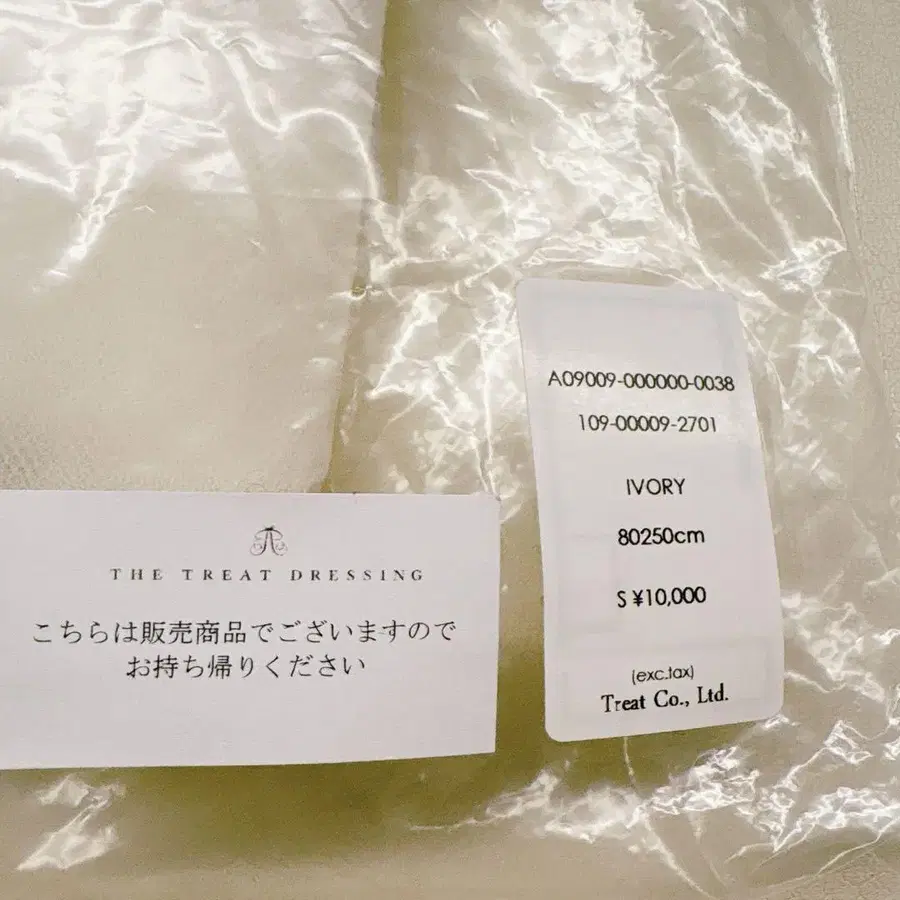 THE TREAT DRESSING
こちらは販売商品でございますので
お持ち帰りください
A09009-000000-0038
109-00009-2701
IVORY
80250cm
S ¥10,000
(exc.tax)
Treat Co., Ltd.